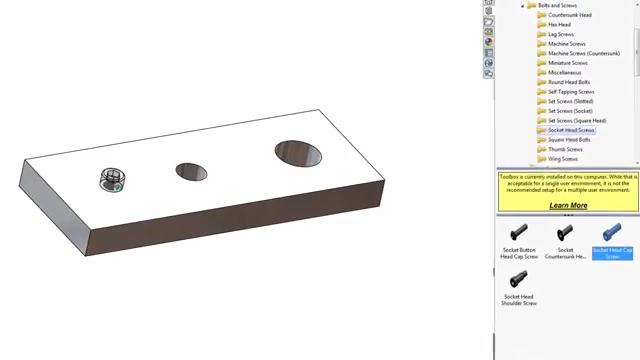 Bolts and Screws
Countersunk Head
Hex Head
Lag Screws
Machine Screws
Machine Screws (Countersunk)
Miniature Screws
Miscellaneous
Round Head Bolts
Self Tapping Screws
Set Screws (Slotted)
Set Screws (Socket)
Set Screws (Square Head)
Socket Head Screws
Square Head Bolts
Thumb Screws
Wing Screws
Toolbox is currently installed on this computer. While that is
acceptable for a single user environment, it is not the
recommended setup for a multiple user environment.
Learn More
Socket Button
Head Cap Screw
Socket
Countersunk He...
Socket Head Cap
Screw
Socket Head
Shoulder Screw